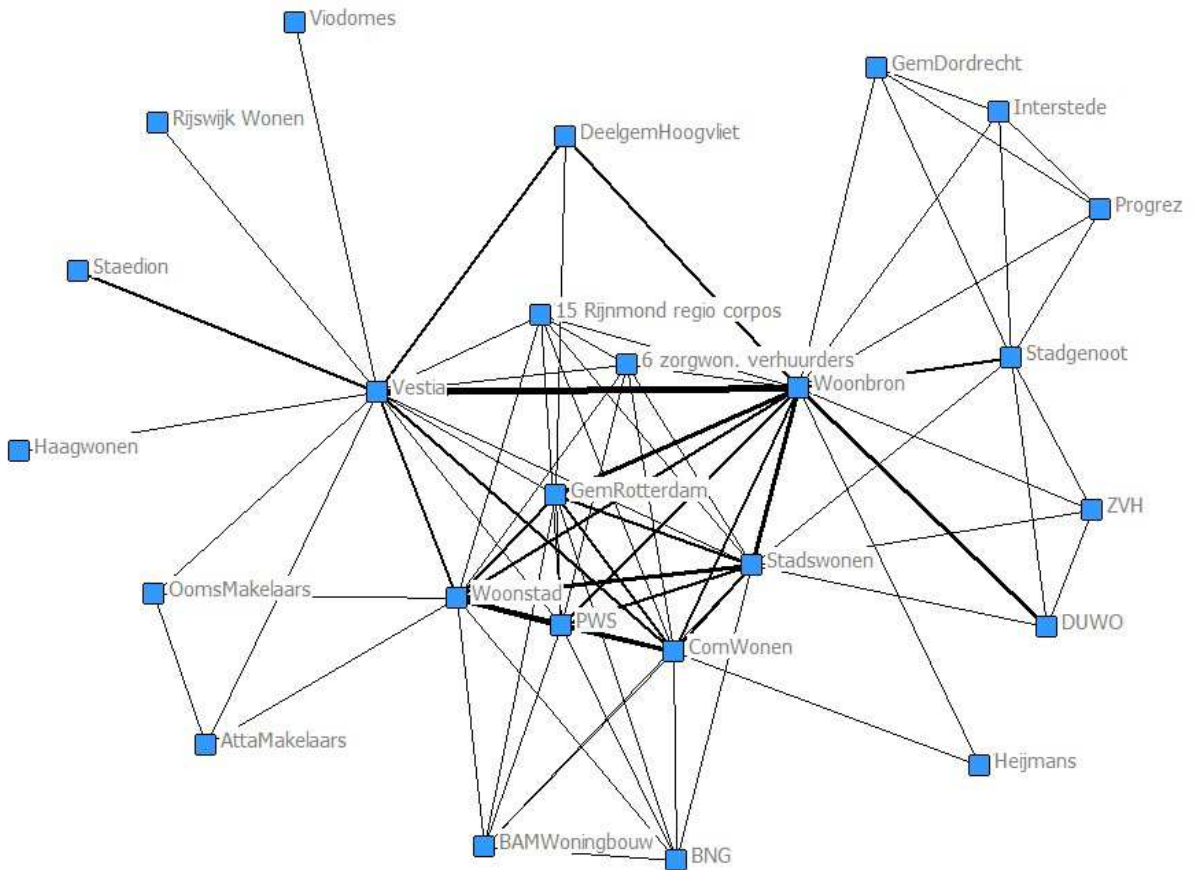 Viodomes
GemDordrecht
Interstede
Rijswijk Wonen
DeelgemHoogvliet
Progrez
Staedion
15 Rijnmond regio corpos
6 zorgwon. verhuurders
Stadgenoot
Vestia
Woonbron
Haagwonen
GemRotterdam
ZVH
Stadswonen
OomsMakelaars
Woonstad
PWS
DUWO
ComWonen
AttaMakelaars
Heijmans
BAMWoningbouw
BNG